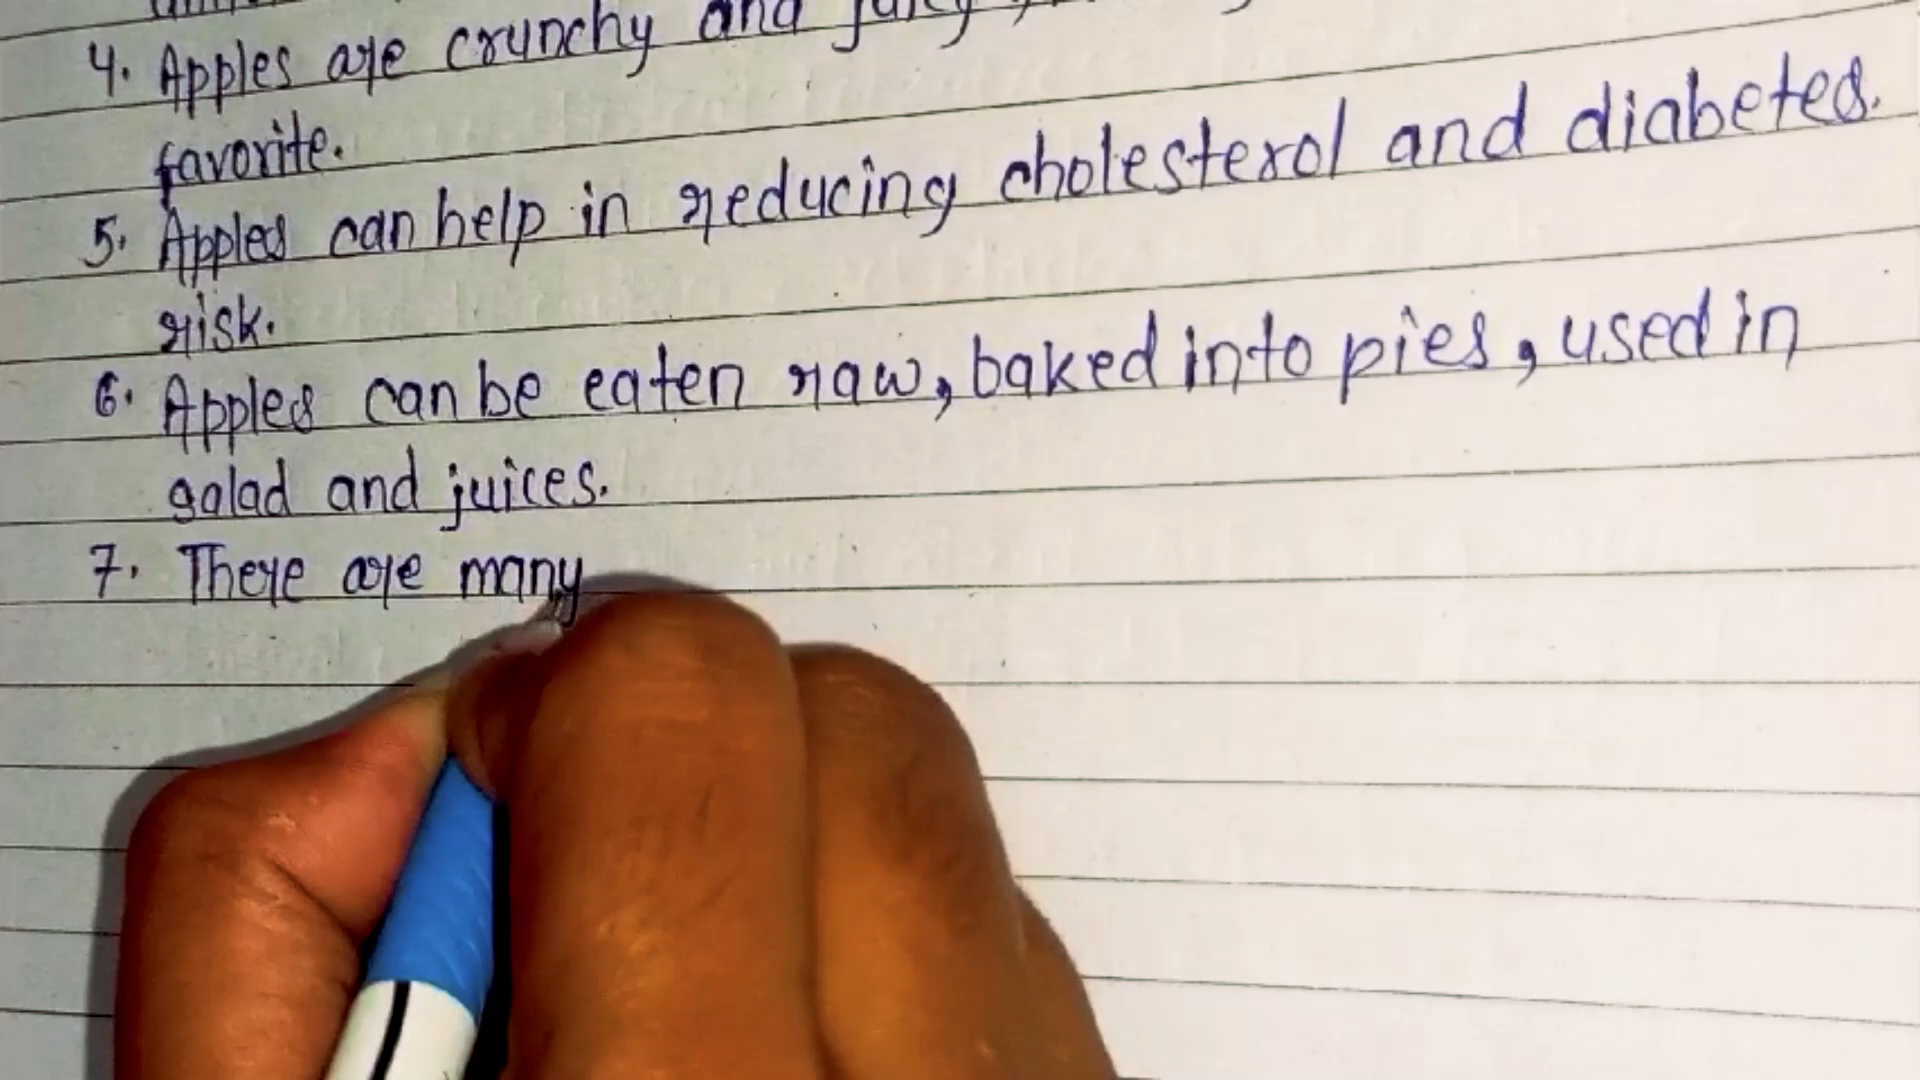 4. Apples are crunchy and juicy,
favorite.
5. Apples can help in reducing cholesterol and diabetes.
risk.
6. Apples can be eaten raw, baked into pies, used in
salad and juices.
7. There are many